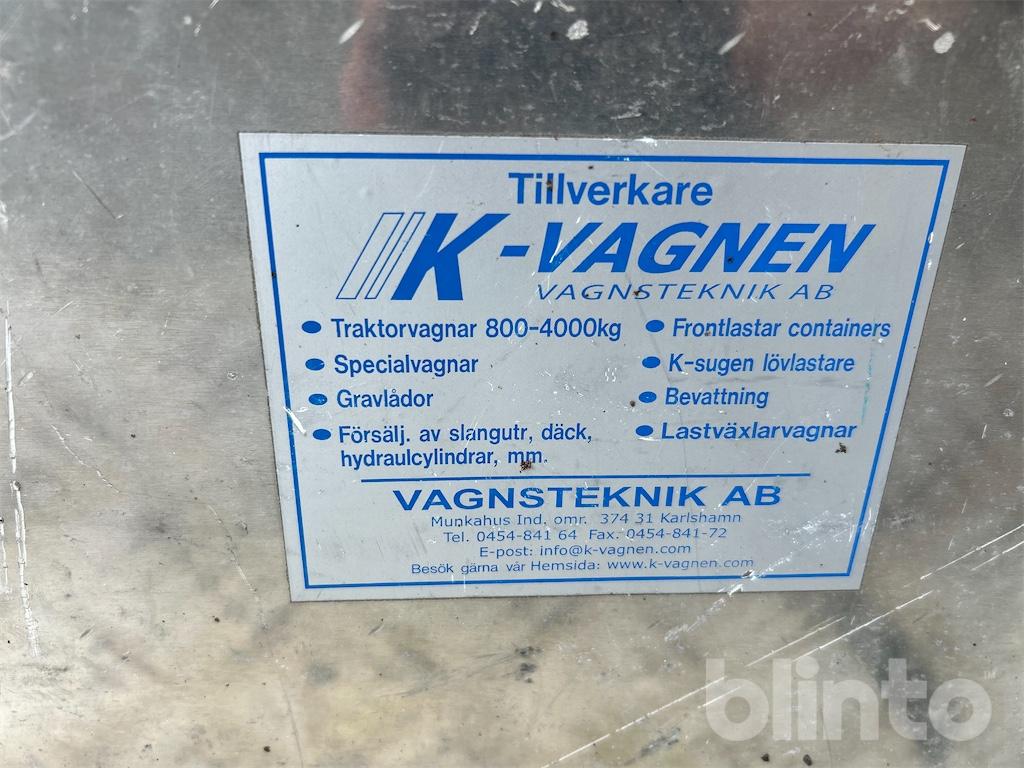 Tillverkare
K-VAGNEN
VAGNSTEKNIK AB
• Traktorvagnar 800-4000kg
• Specialvagnar
• Gravlådor
• Försälj. av slangutr, däck,
hydraulcylindrar, mm.
• Frontlastar containers
• K-sugen lövlastare
• Bevattning
• Lastväxlarvagnar
VAGNSTEKNIK AB
Munkahus Ind. omr. 374 31 Karlshamn
Tel. 0454-841 64 Fax. 0454-841-72
E-post: info@k-vagnen.com
Besök gärna vår Hemsida: www.k-vagnen.com
blinto™